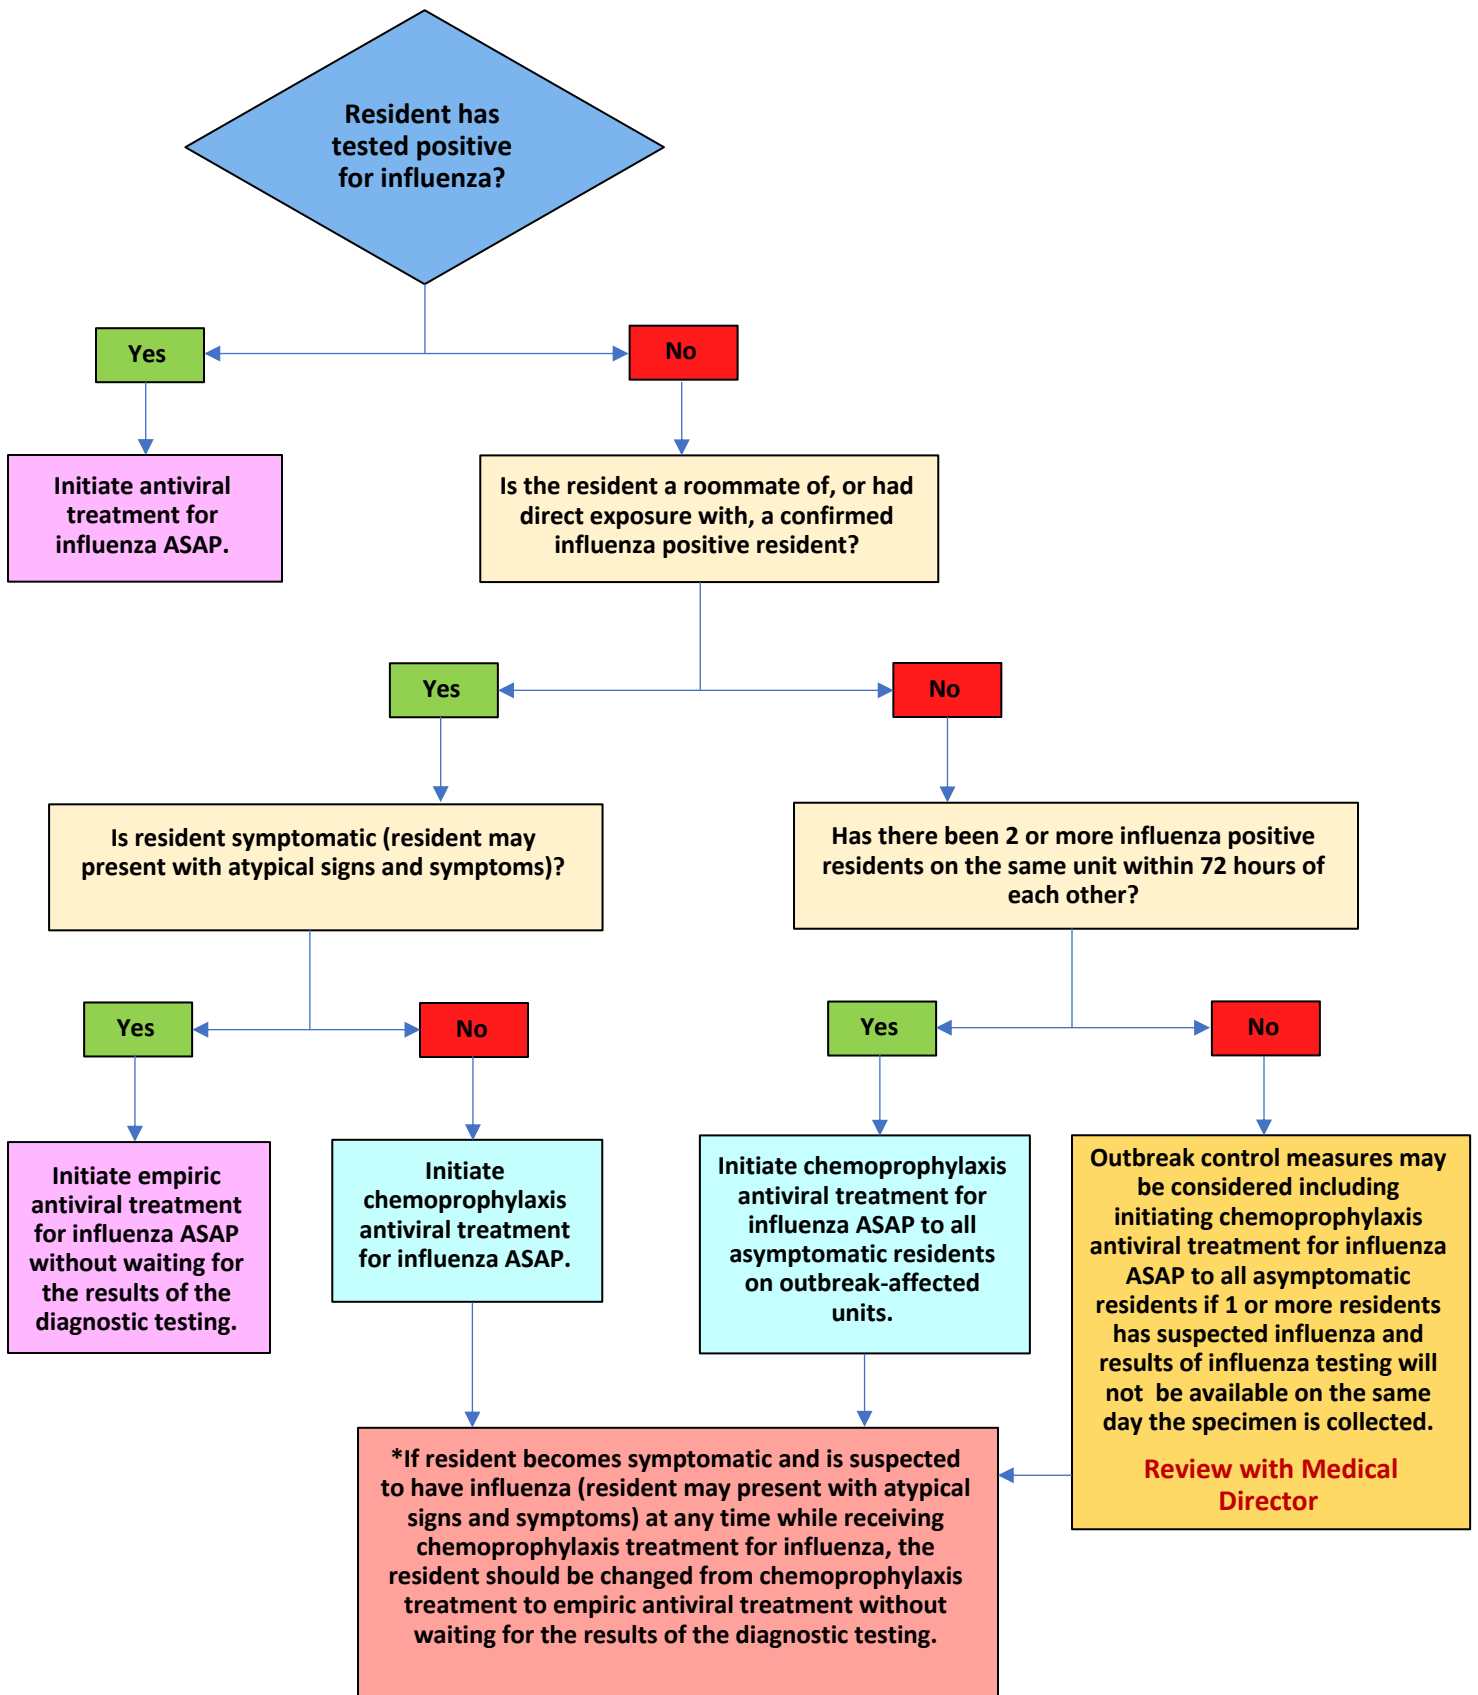 Resident has
tested positive
for influenza?
Yes
No
Initiate antiviral
treatment for
influenza ASAP.
Is the resident a roommate of, or had
direct exposure with, a confirmed
influenza positive resident?
Yes
No
Is resident symptomatic (resident may
present with atypical signs and symptoms)?
Has there been 2 or more influenza positive
residents on the same unit within 72 hours of
each other?
Yes
No
Yes
No
Initiate empiric
antiviral treatment
for influenza ASAP
without waiting for
the results of the
diagnostic testing.
Initiate
chemoprophylaxis
antiviral treatment
for influenza ASAP.
Initiate chemoprophylaxis
antiviral treatment for
influenza ASAP to all
asymptomatic residents
on outbreak-affected
units.
Outbreak control measures may
be considered including
initiating chemoprophylaxis
antiviral treatment for influenza
ASAP to all asymptomatic
residents if 1 or more residents
has suspected influenza and
results of influenza testing will
not be available on the same
day the specimen is collected.
Review with Medical
Director
*If resident becomes symptomatic and is suspected
to have influenza (resident may present with atypical
signs and symptoms) at any time while receiving
chemoprophylaxis treatment for influenza, the
resident should be changed from chemoprophylaxis
treatment to empiric antiviral treatment without
waiting for the results of the diagnostic testing.